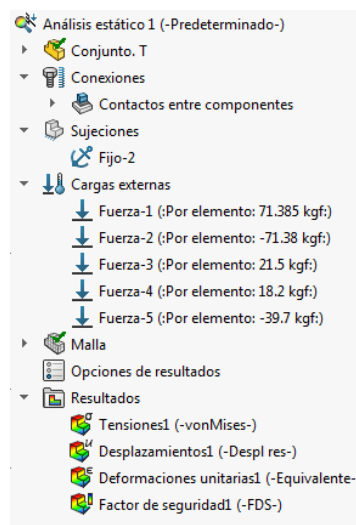 Análisis estático 1 (-Predeterminado-)
Conjunto. T
Conexiones
Contactos entre componentes
Sujeciones
Fijo-2
Cargas externas
Fuerza-1 (:Por elemento: 71.385 kgf:)
Fuerza-2 (:Por elemento: -71.38 kgf:)
Fuerza-3 (:Por elemento: 21.5 kgf:)
Fuerza-4 (:Por elemento: 18.2 kgf:)
Fuerza-5 (:Por elemento: -39.7 kgf:)
Malla
Opciones de resultados
Resultados
Tensiones1 (-vonMises-)
Desplazamientos1 (-Despl res-)
Deformaciones unitarias1 (-Equivalente-
Factor de seguridad1 (-FDS-)